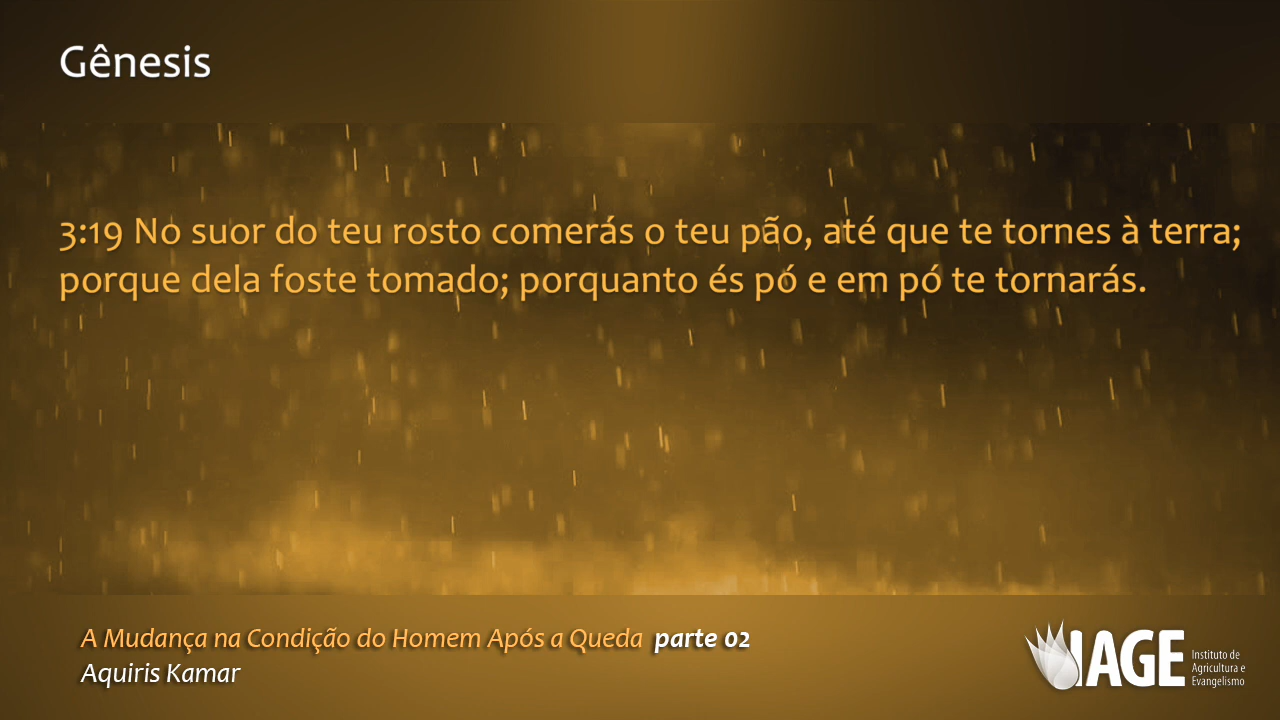 Gênesis
3:19 No suor do teu rosto comerás o teu pão, até que te tornes à terra;
porque dela foste tomado; porquanto és pó e em pó te tornarás.
A Mudança na Condição do Homem Após a Queda parte 02
Aquiris Kamar
IAGE
Instituto de
Agricultura e
Evangelismo